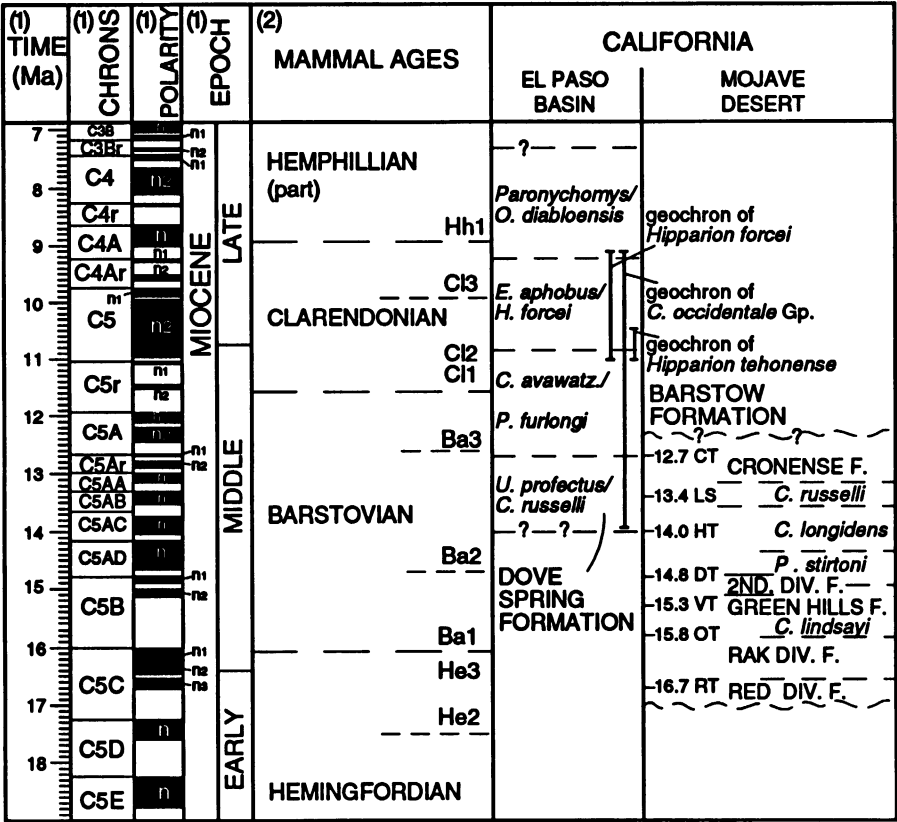 (1)
TIME
(Ma)
(1)
CHRONS
(1)
POLARITY
(1)
EPOCH
(2)
MAMMAL AGES
CALIFORNIA
EL PASO
BASIN
MOJAVE
DESERT
7
8
9
10
11
12
13
14
15
16
17
18
C3B
C3Br
C4
C4r
C4A
C4Ar
C5
C5r
C5A
C5Ar
C5AA
C5AB
C5AC
C5AD
C5B
C5C
C5D
C5E
n
n1
n2
n1
n2
n
n1
n2
n1
n2
n1
n2
n
n
n1
n2
n
n
n
n
n1
n2
n1
n2
n3
n
n
MIOCENE
LATE
MIDDLE
EARLY
HEMPHILLIAN
(part)
Hh1
Cl3
CLARENDONIAN
Cl2
Cl1
Ba3
BARSTOVIAN
Ba2
Ba1
He3
He2
HEMINGFORDIAN
?
Paronychomys/
O. diabloensis
E. aphobus/
H. forcei
C. avawatz./
P. furlongi
U. profectus/
C. russelli
? ?
DOVE
SPRING
FORMATION
geochron of
Hipparion forcei
geochron of
C. occidentale Gp.
geochron of
Hipparion tehonense
BARSTOW
FORMATION
? ?
12.7 CT
CRONENSE F.
13.4 LS C. russelli
14.0 HT C. longidens
P. stirtoni
14.8 DT
2ND. DIV. F.
15.3 VT GREEN HILLS F.
C. lindsayi
15.8 OT
RAK DIV. F.
16.7 RT RED DIV. F.